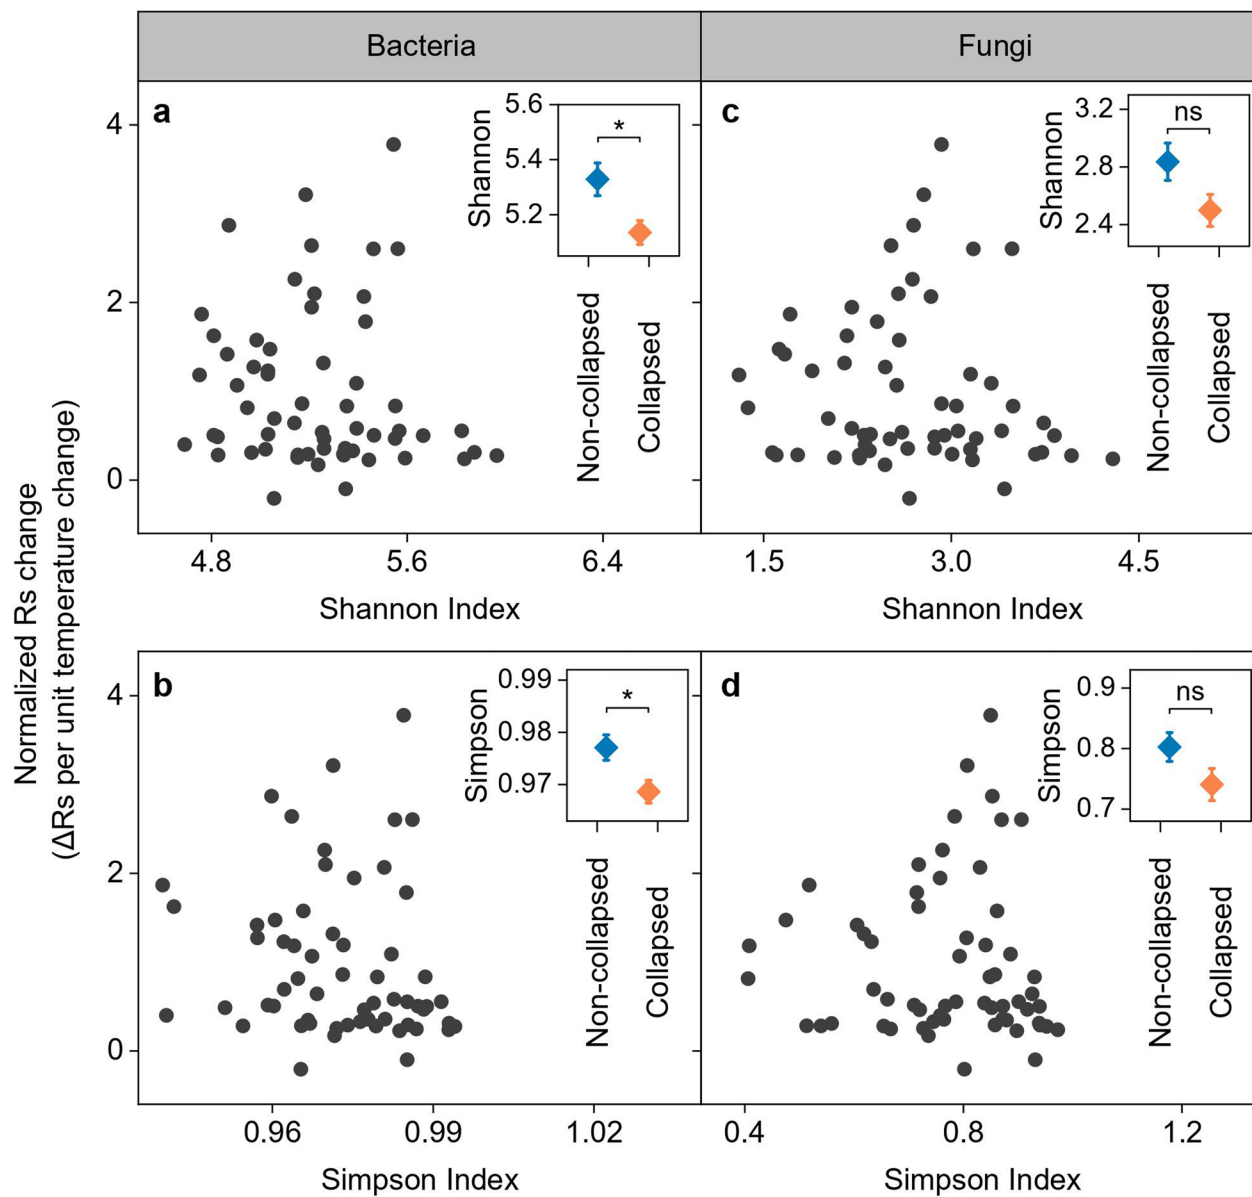 Bacteria
Fungi
Normalized Rs change
(ΔRs per unit temperature change)
a
4
2
0
4.8
5.6
6.4
Shannon Index
Shannon
5.6
5.4
5.2
*
Non-collapsed
Collapsed
c
1.5
3.0
4.5
Shannon Index
Shannon
3.2
2.8
2.4
ns
Non-collapsed
Collapsed
b
4
2
0
0.96
0.99
1.02
Simpson Index
Simpson
0.99
0.98
0.97
*
Non-collapsed
Collapsed
d
0.4
0.8
1.2
Simpson Index
Simpson
0.9
0.8
0.7
ns
Non-collapsed
Collapsed